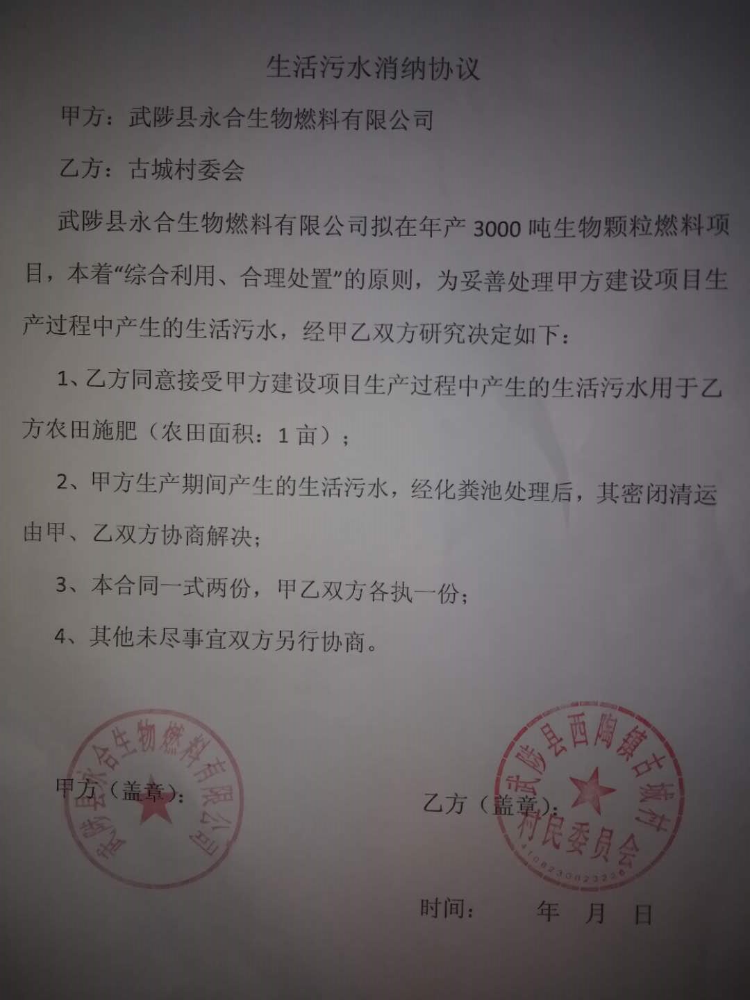 生活污水消纳协议
甲方：武陟县永合生物燃料有限公司
乙方：古城村委会
武陟县永合生物燃料有限公司拟在年产 3000 吨生物颗粒燃料项
目，本着“综合利用、合理处置”的原则，为妥善处理甲方建设项目生
产过程中产生的生活污水，经甲乙双方研究决定如下：
1、乙方同意接受甲方建设项目生产过程中产生的生活污水用于乙
方农田施肥（农田面积：1 亩）；
2、甲方生产期间产生的生活污水，经化粪池处理后，其密闭清运
由甲、乙双方协商解决；
3、本合同一式两份，甲乙双方各执一份；
4、其他未尽事宜双方另行协商。
甲方（盖章）：
武陟县永合生物燃料有限公司
乙方（盖章）：
武陟县西陶镇古城村
村民委员会
时间： 年 月 日